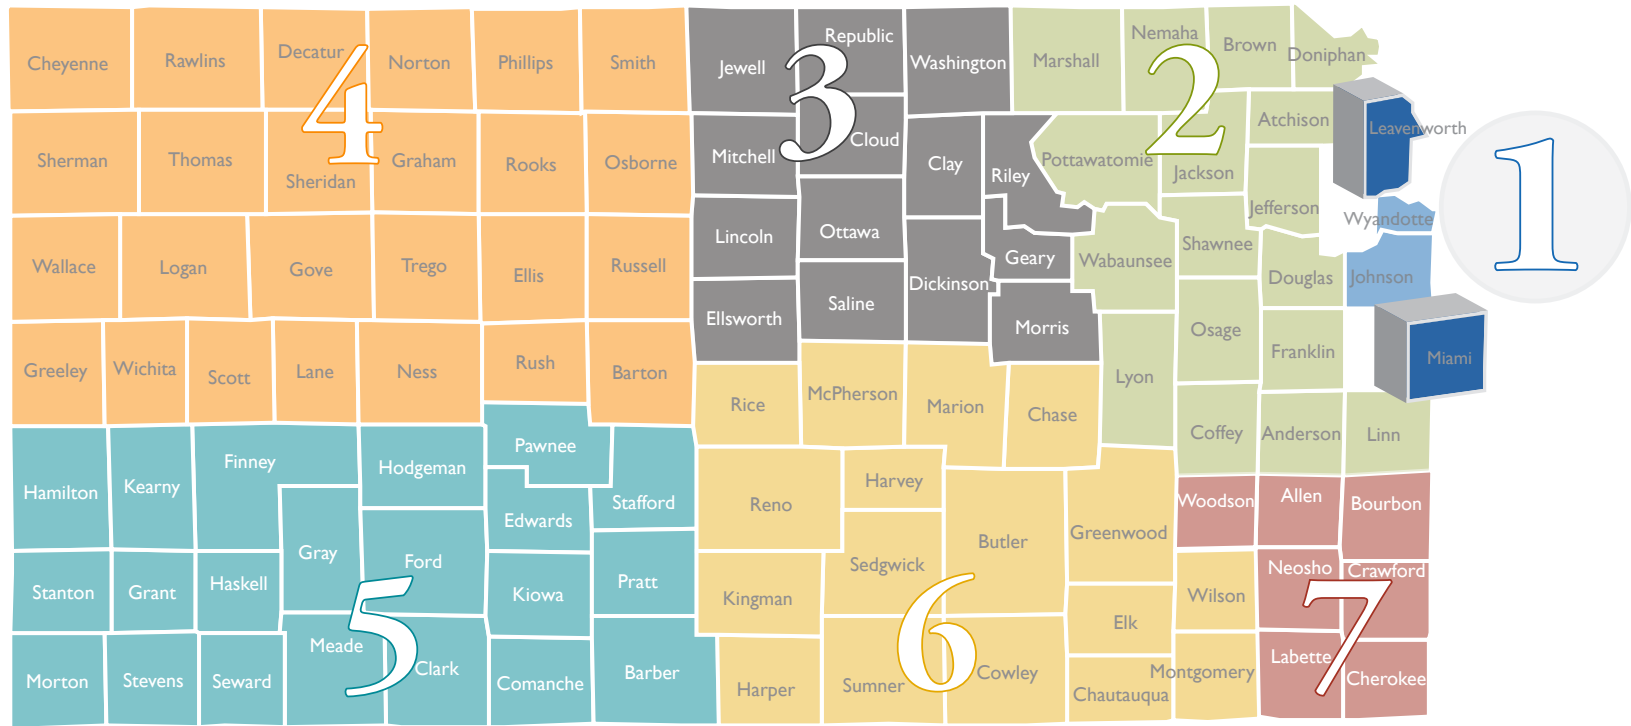 Cheyenne
Rawlins
Decatur
Norton
Phillips
Smith
Jewell
Republic
Washington
Marshall
Nemaha
Brown
Doniphan
4
3
2
Sherman
Thomas
Sheridan
Graham
Rooks
Osborne
Mitchell
Cloud
Clay
Riley
Pottawatomie
Jackson
Atchison
Leavenworth
1
Jefferson
Wyandotte
Wallace
Logan
Gove
Trego
Ellis
Russell
Lincoln
Ottawa
Dickinson
Geary
Wabaunsee
Shawnee
Douglas
Johnson
Ellsworth
Saline
Morris
Osage
Franklin
Miami
Greeley
Wichita
Scott
Lane
Ness
Rush
Barton
Rice
McPherson
Marion
Chase
Lyon
Coffey
Anderson
Linn
Hamilton
Kearny
Finney
Hodgeman
Pawnee
Stafford
Edwards
Reno
Harvey
Butler
Greenwood
Woodson
Allen
Bourbon
Stanton
Grant
Haskell
Gray
Ford
Kiowa
Pratt
Kingman
Sedgwick
Elk
Wilson
Neosho
Crawford
5
6
7
Morton
Stevens
Seward
Meade
Clark
Comanche
Barber
Harper
Sumner
Cowley
Chautauqua
Montgomery
Labette
Cherokee